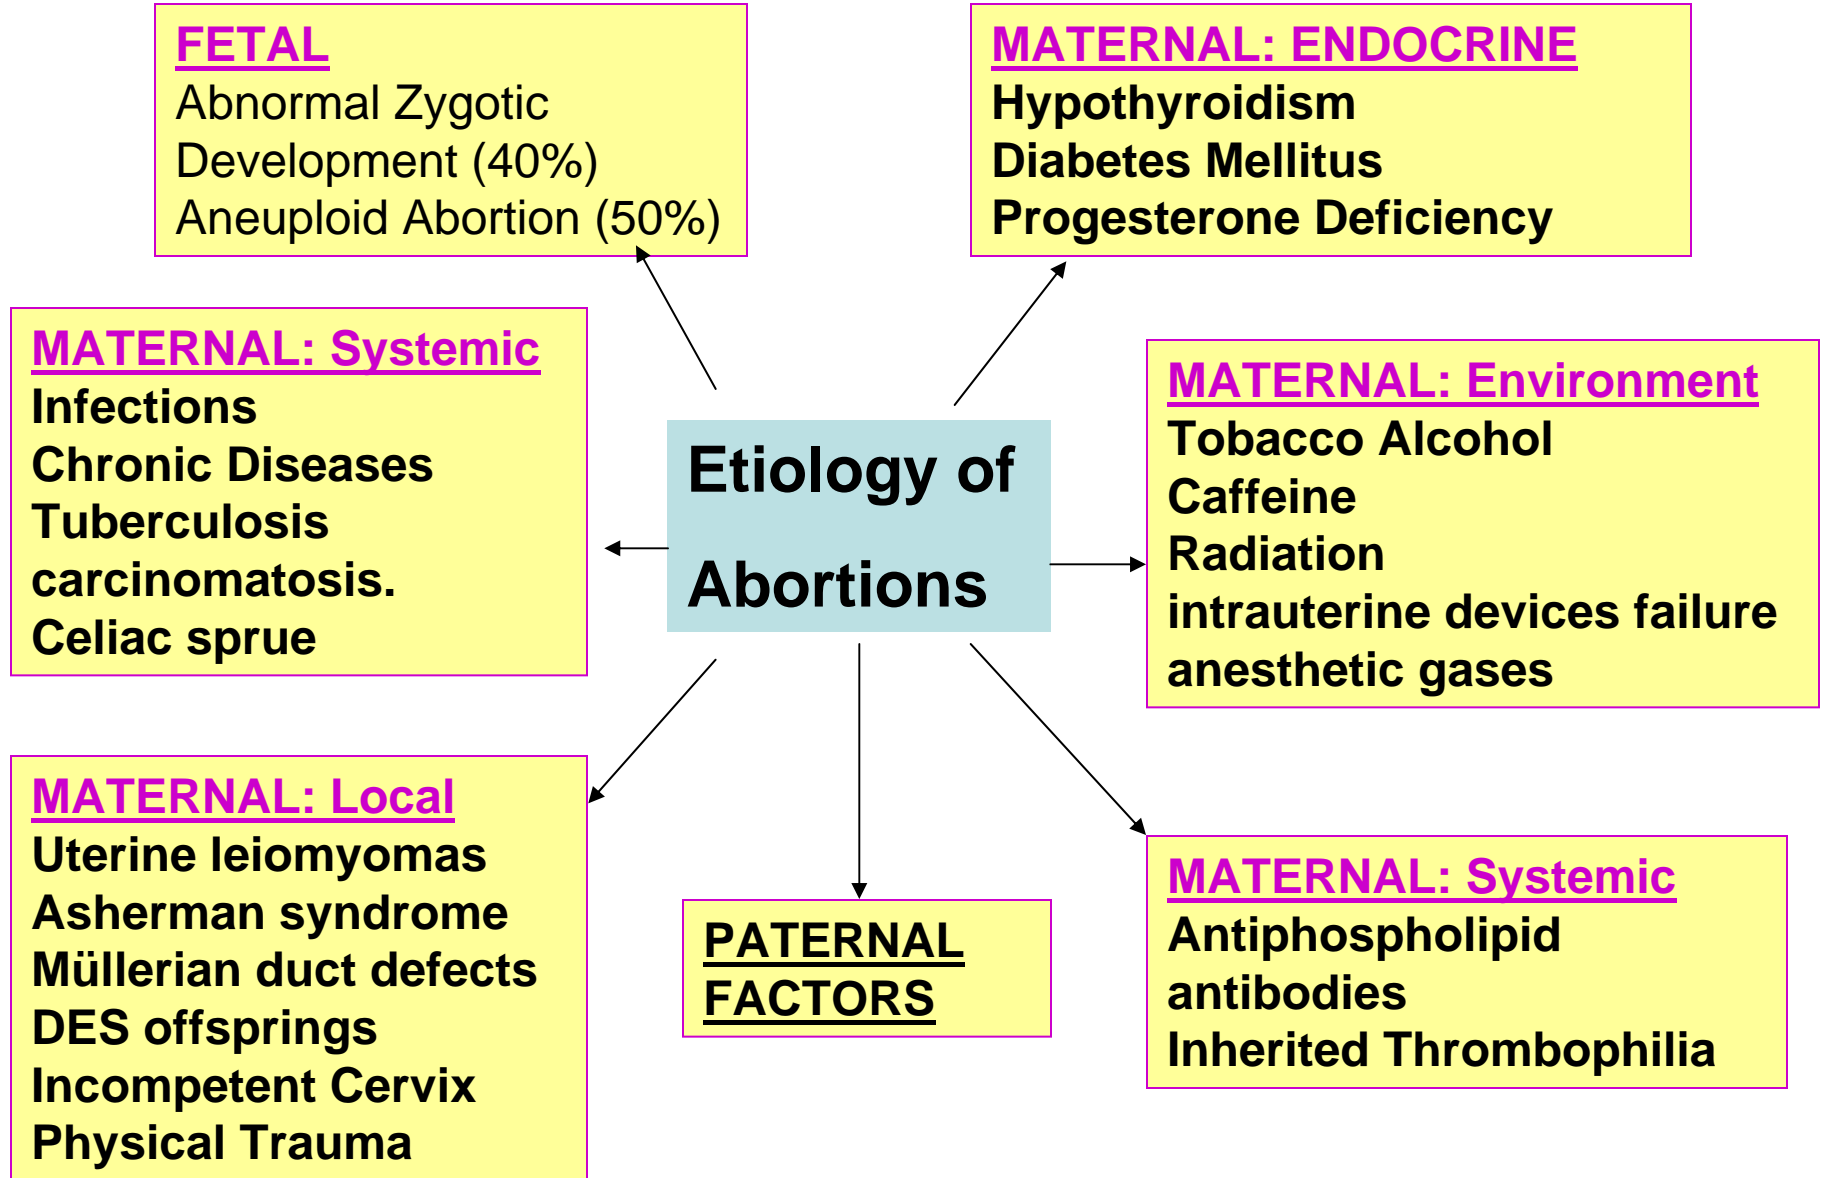 FETAL
Abnormal Zygotic
Development (40%)
Aneuploid Abortion (50%)
MATERNAL: ENDOCRINE
Hypothyroidism
Diabetes Mellitus
Progesterone Deficiency
MATERNAL: Systemic
Infections
Chronic Diseases
Tuberculosis
carcinomatosis.
Celiac sprue
Etiology of
Abortions
MATERNAL: Environment
Tobacco Alcohol
Caffeine
Radiation
intrauterine devices failure
anesthetic gases
MATERNAL: Local
Uterine leiomyomas
Asherman syndrome
Müllerian duct defects
DES offsprings
Incompetent Cervix
Physical Trauma
PATERNAL
FACTORS
MATERNAL: Systemic
Antiphospholipid
antibodies
Inherited Thrombophilia